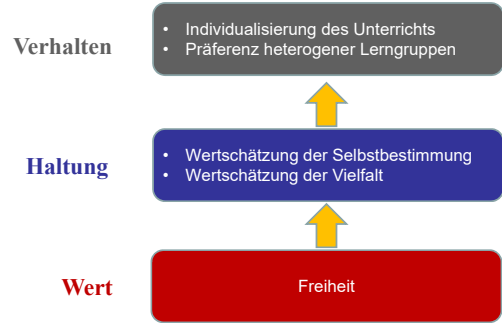 Verhalten
• Individualisierung des Unterrichts
• Präferenz heterogener Lerngruppen
Haltung
• Wertschätzung der Selbstbestimmung
• Wertschätzung der Vielfalt
Wert
Freiheit